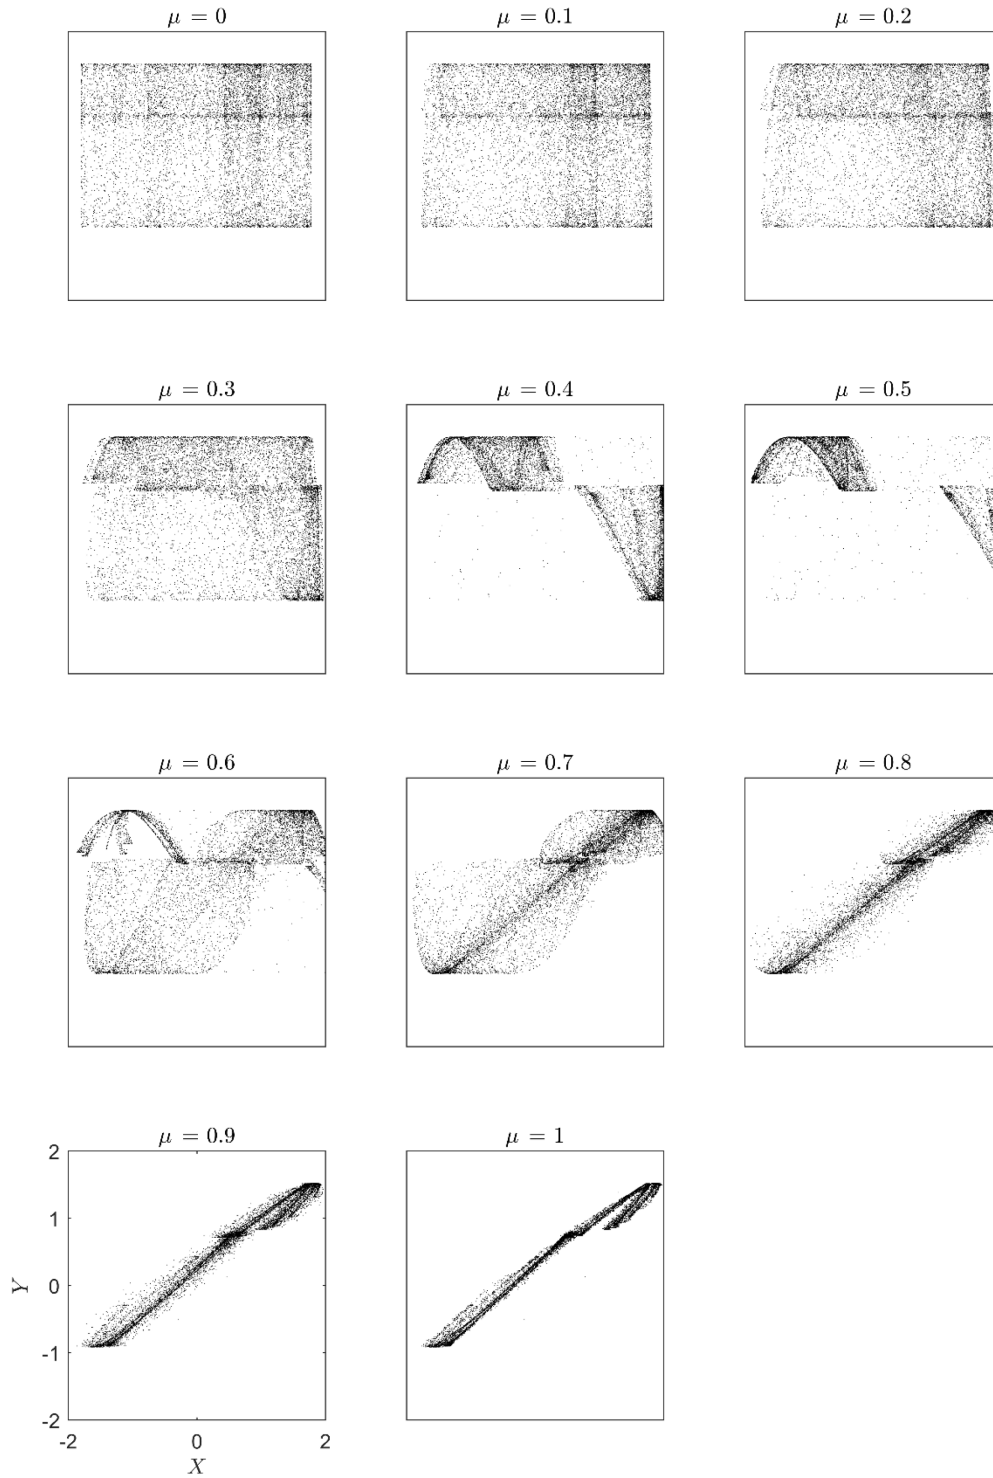 μ = 0
μ = 0.1
μ = 0.2
μ = 0.3
μ = 0.4
μ = 0.5
μ = 0.6
μ = 0.7
μ = 0.8
μ = 0.9
μ = 1
2
1
0
-1
-2
Y
-2 0 2
X